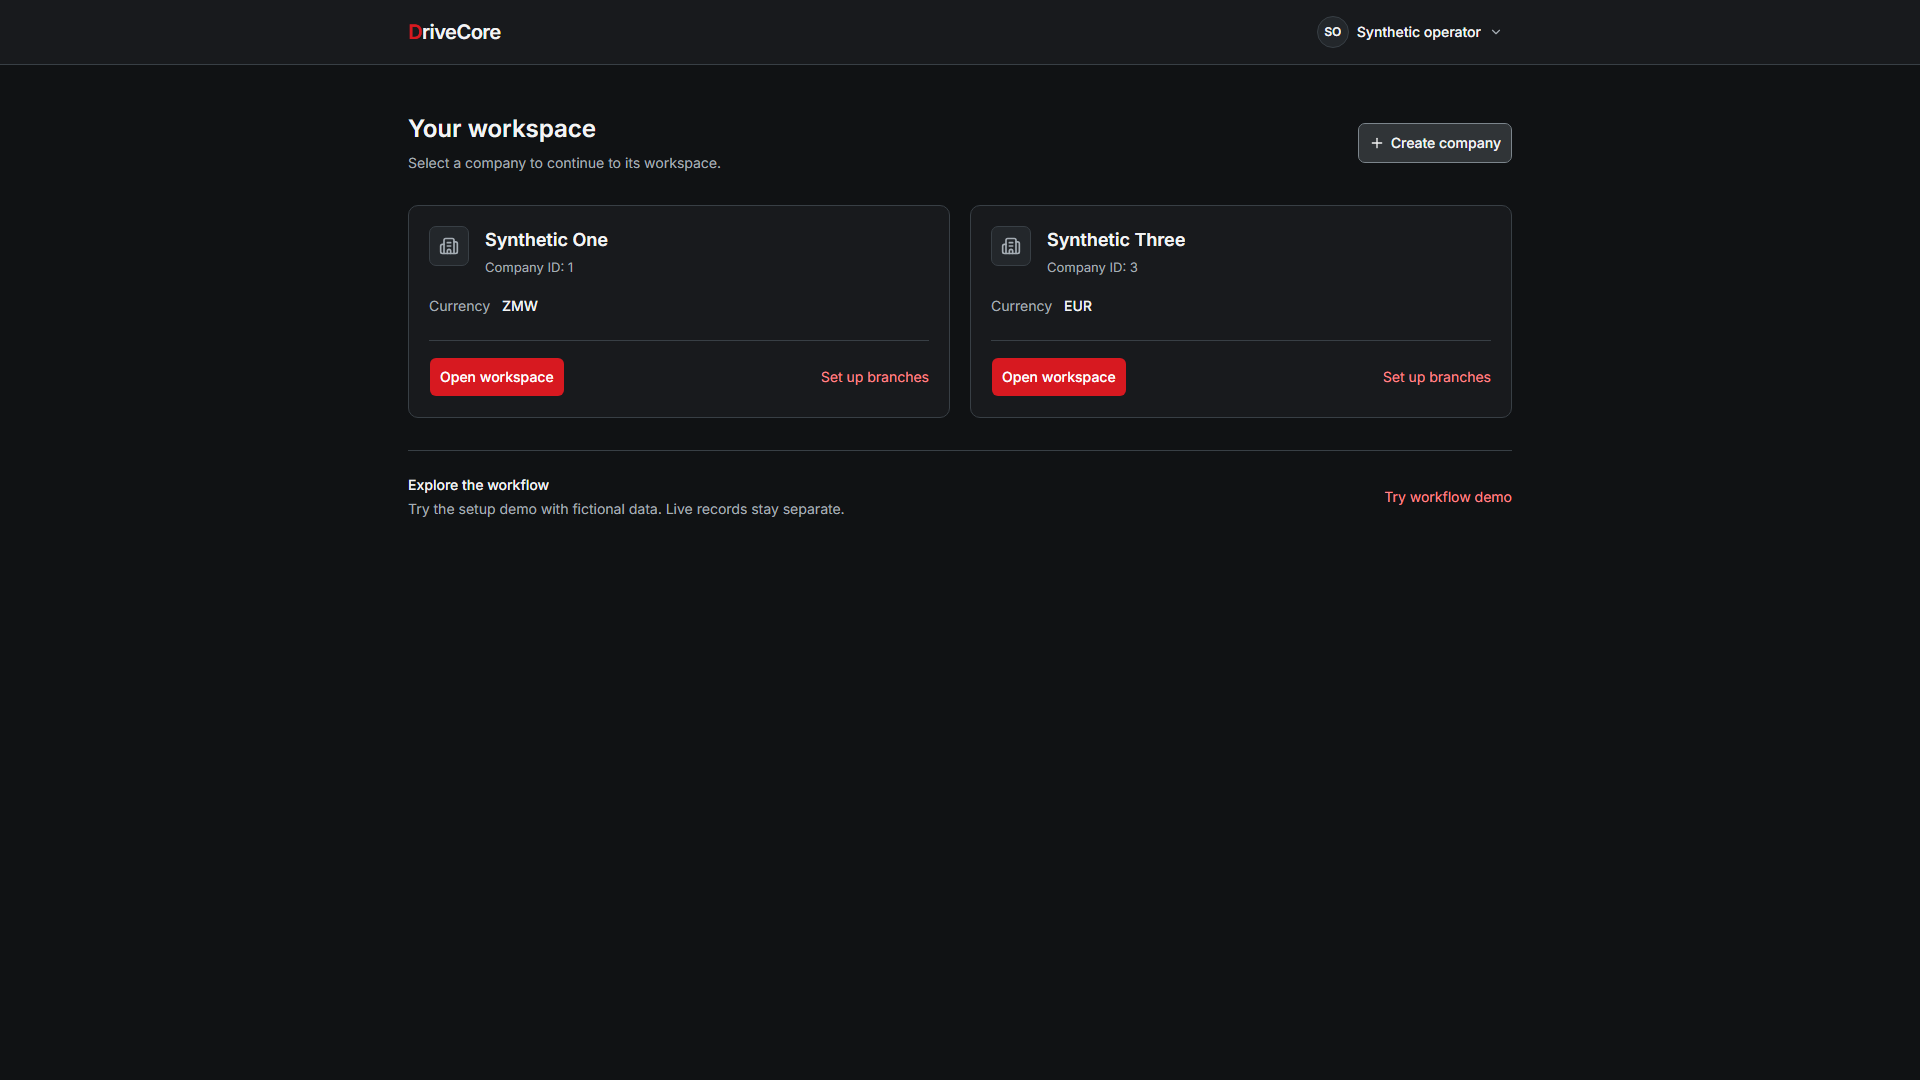 DriveCore
SO Synthetic operator
Your workspace
Select a company to continue to its workspace.
+ Create company
Synthetic One
Company ID: 1
Currency ZMW
Open workspace
Set up branches
Synthetic Three
Company ID: 3
Currency EUR
Open workspace
Set up branches
Explore the workflow
Try the setup demo with fictional data. Live records stay separate.
Try workflow demo